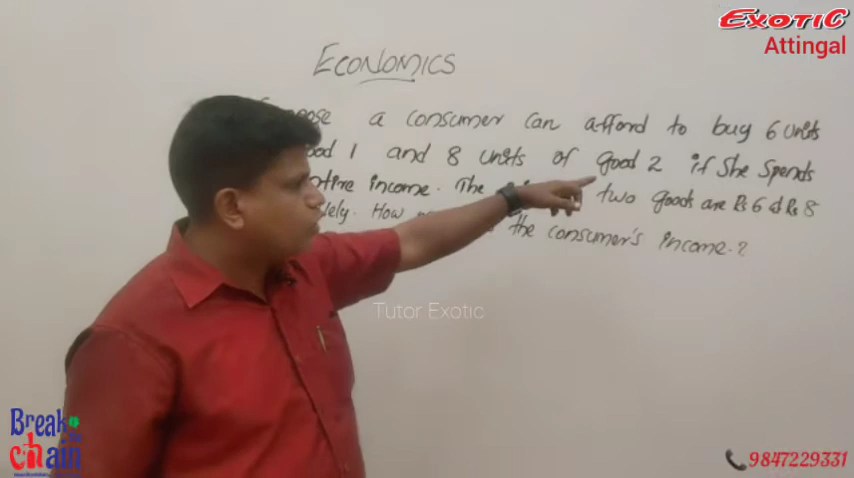 EXOTIC
Attingal
ECONOMICS
a consumer can afford to buy 6 units
1 and 8 units of good 2 if she spends
income. The two goods are Rs 6 & Rs 8
How the consumer's income.?
Tutor Exotic
Break
chain
9847229331